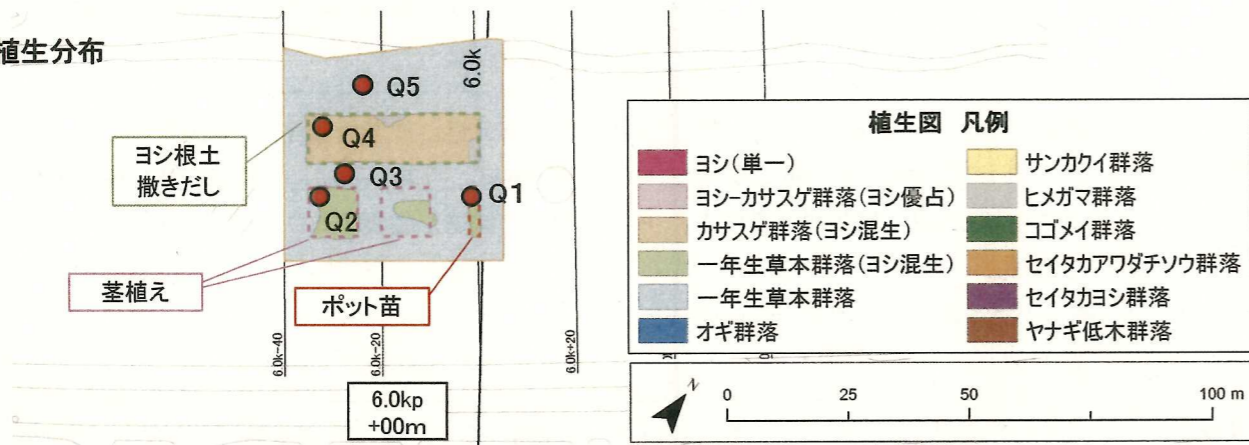 植生分布
6.0k
Q5
Q4
Q3
Q2
Q1
ヨシ根土
撒きだし
茎植え
ポット苗
6.0k-40
6.0k-20
6.0k+20
6.0kp
+00m
植生図 凡例
ヨシ(単一)
ヨシ-カサスゲ群落(ヨシ優占)
カサスゲ群落(ヨシ混生)
一年生草本群落(ヨシ混生)
一年生草本群落
オギ群落
サンカクイ群落
ヒメガマ群落
コゴメイ群落
セイタカアワダチソウ群落
セイタカヨシ群落
ヤナギ低木群落
N
0 25 50 100 m